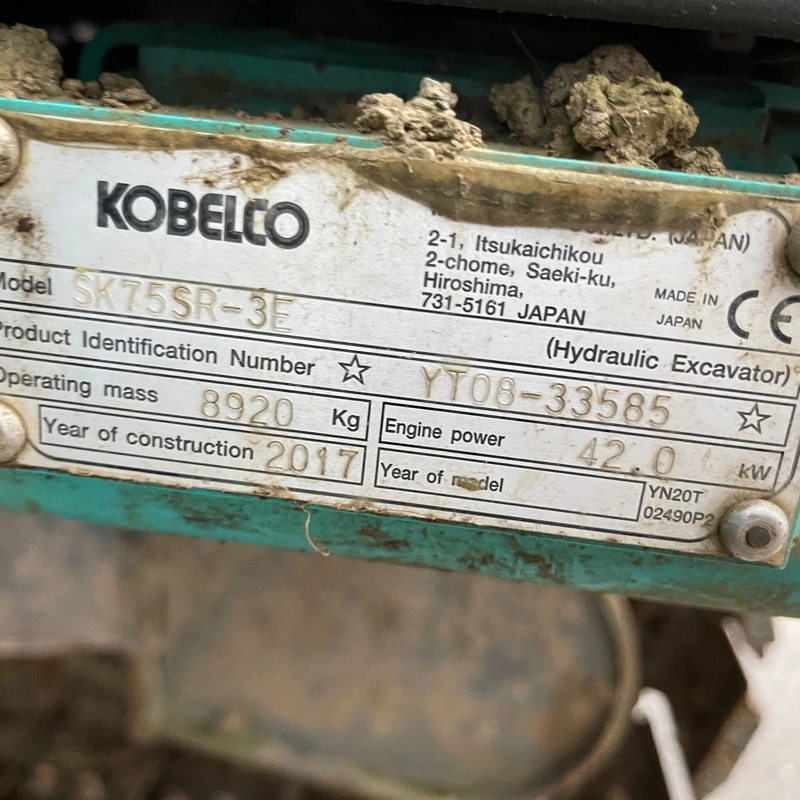 KOBELCO
LTD. (JAPAN)
2-1, Itsukaichikou
2-chome, Saeki-ku,
Hiroshima,
731-5161 JAPAN
MADE IN
JAPAN
CE
Model SK75SR-3E
(Hydraulic Excavator)
Product Identification Number ☆ YT08-33585 ☆
Operating mass 8920 Kg
Engine power 42.0 kW
Year of construction 2017
Year of model
YN20T
02490P2